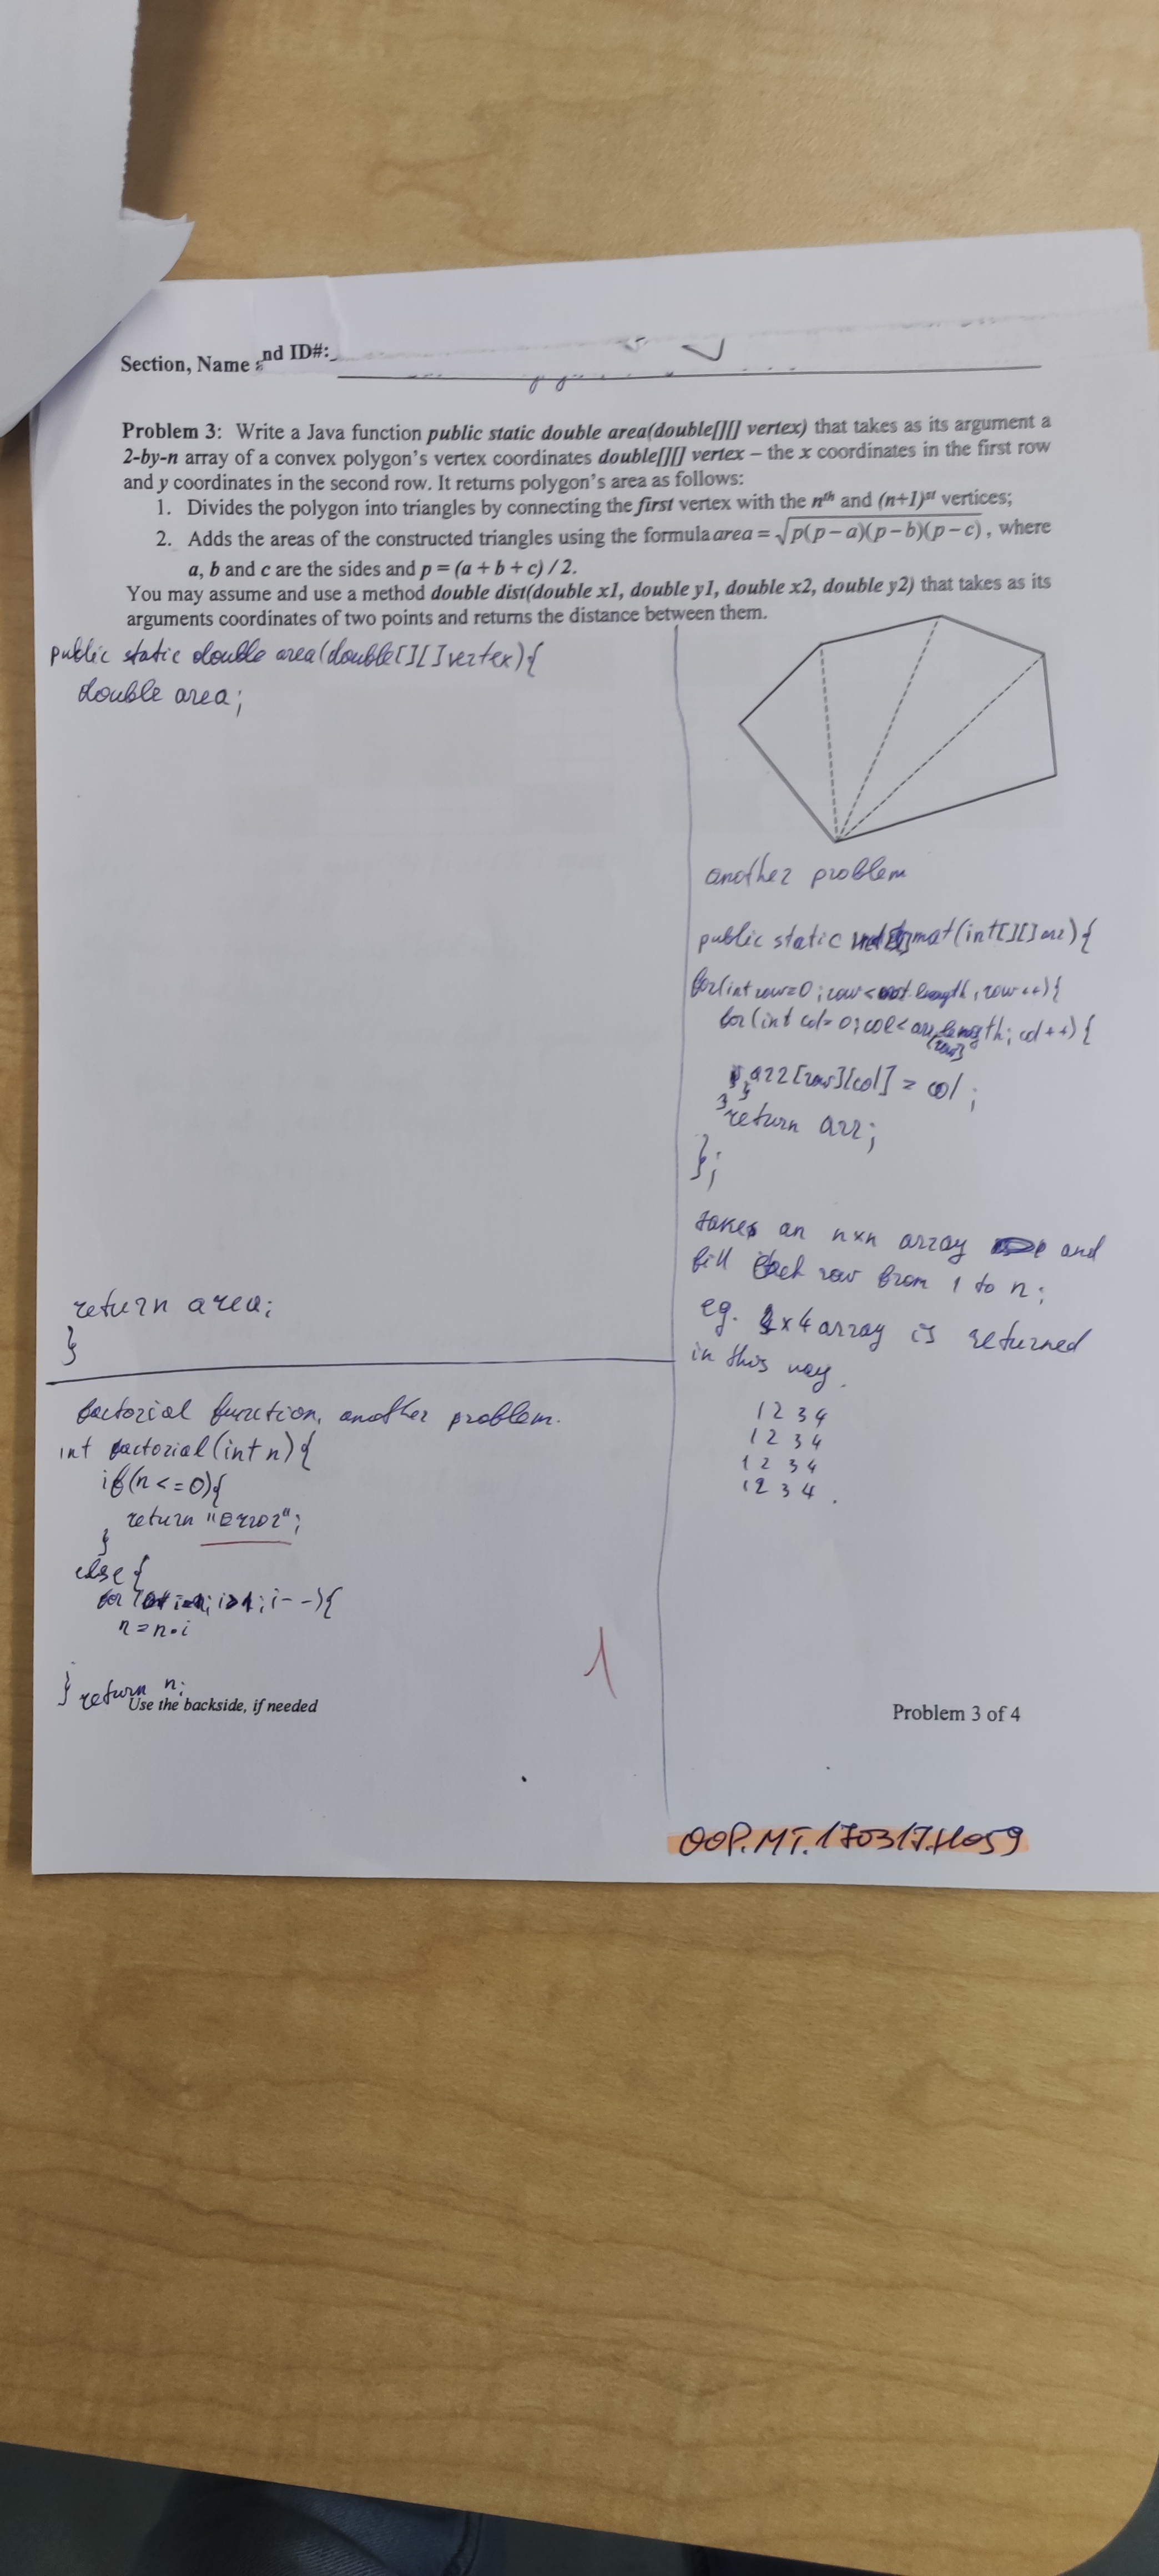 Section, Name and ID#:
Problem 3: Write a Java function public static double area(double[][] vertex) that takes as its argument a
2-by-n array of a convex polygon's vertex coordinates double[][] vertex – the x coordinates in the first row
and y coordinates in the second row. It returns polygon's area as follows:
1. Divides the polygon into triangles by connecting the first vertex with the nth and (n+1)st vertices;
2. Adds the areas of the constructed triangles using the formula area = √p(p – a)(p – b)(p – c) , where
a, b and c are the sides and p = (a + b + c) / 2.
You may assume and use a method double dist(double x1, double y1, double x2, double y2) that takes as its
arguments coordinates of two points and returns the distance between them.
public static double area(double[][]vertex){
double area;
return area;
}
factorial function, another problem.
int factorial(int n){
if(n<=0){
return "error";
}
else{
for i--){
n=n*i
} return n;
Use the backside, if needed
another problem
public static mat(int[][]arr){
for(int row=0;row< length, row++){
for(int col=0;col<arr[row].length; col++){
arr[row][col] = col;
}}
return arr;
};
takes an nxn array and
fill each row from 1 to n;
eg. 4x4 array is returned
in this way.
1 2 3 4
1 2 3 4
1 2 3 4
1 2 3 4.
1
Problem 3 of 4
OOP.MT.170317.H059